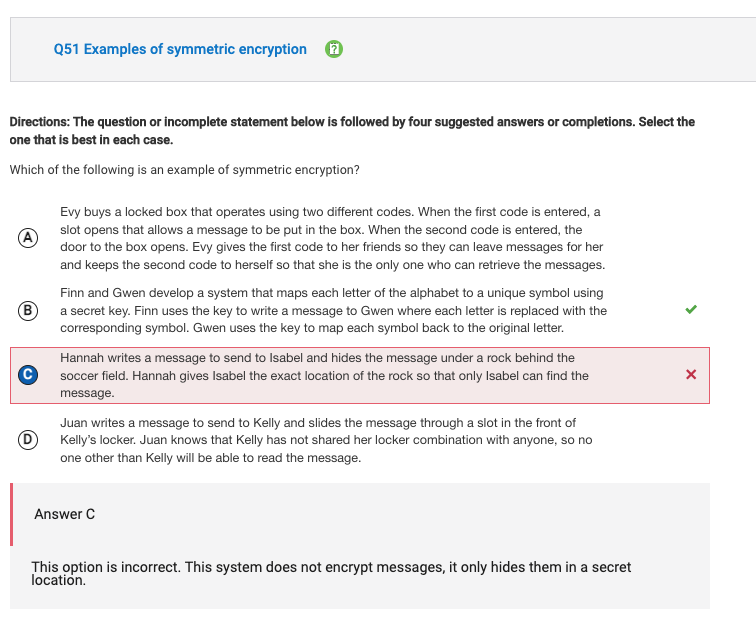 Q51 Examples of symmetric encryption ?
Directions: The question or incomplete statement below is followed by four suggested answers or completions. Select the
one that is best in each case.
Which of the following is an example of symmetric encryption?
A
Evy buys a locked box that operates using two different codes. When the first code is entered, a
slot opens that allows a message to be put in the box. When the second code is entered, the
door to the box opens. Evy gives the first code to her friends so they can leave messages for her
and keeps the second code to herself so that she is the only one who can retrieve the messages.
B
Finn and Gwen develop a system that maps each letter of the alphabet to a unique symbol using
a secret key. Finn uses the key to write a message to Gwen where each letter is replaced with the
corresponding symbol. Gwen uses the key to map each symbol back to the original letter.
C
Hannah writes a message to send to Isabel and hides the message under a rock behind the
soccer field. Hannah gives Isabel the exact location of the rock so that only Isabel can find the
message.
D
Juan writes a message to send to Kelly and slides the message through a slot in the front of
Kelly's locker. Juan knows that Kelly has not shared her locker combination with anyone, so no
one other than Kelly will be able to read the message.
Answer C
This option is incorrect. This system does not encrypt messages, it only hides them in a secret
location.